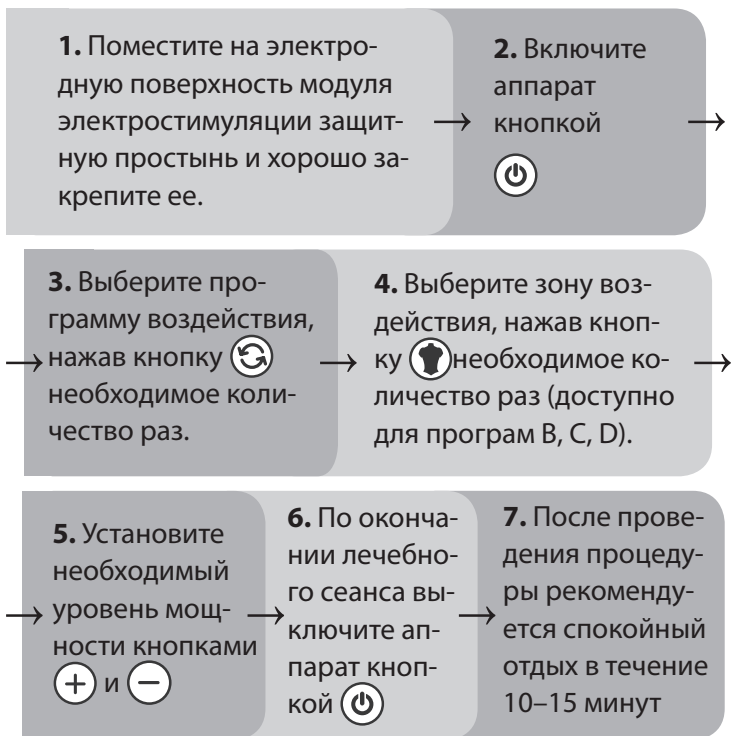 1. Поместите на электро-
дную поверхность модуля
электростимуляции защит-
ную простынь и хорошо за-
крепите ее.
2. Включите
аппарат
кнопкой
3. Выберите про-
грамму воздействия,
нажав кнопку
необходимое коли-
чество раз.
4. Выберите зону воз-
действия, нажав кноп-
ку необходимое ко-
личество раз (доступно
для програм B, C, D).
5. Установите
необходимый
уровень мощ-
ности кнопками
+ и −
6. По оконча-
нии лечебно-
го сеанса вы-
ключите ап-
парат кноп-
кой
7. После прове-
дения процеду-
ры рекоменду-
ется спокойный
отдых в течение
10–15 минут